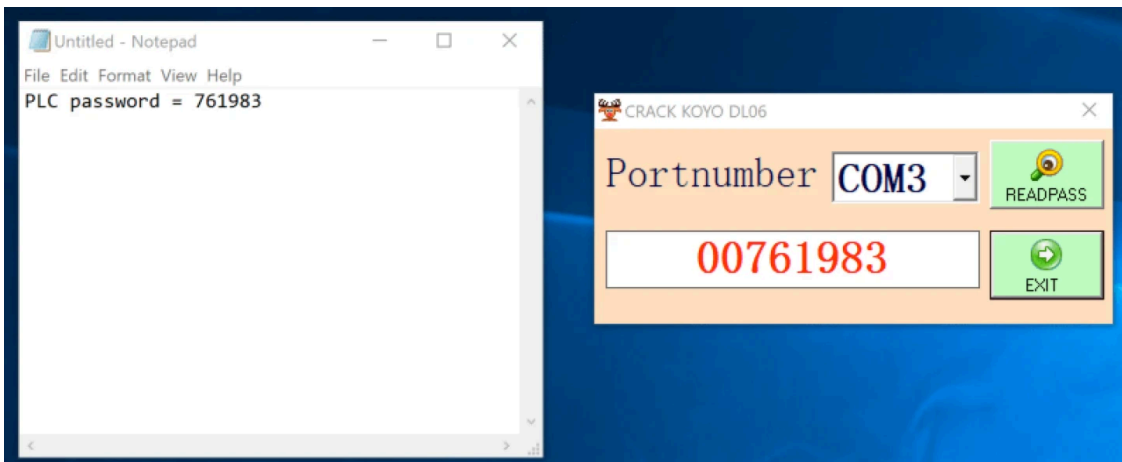 Untitled - Notepad
File Edit Format View Help
PLC password = 761983
CRACK KOYO DL06
Portnumber COM3
READPASS
00761983
EXIT